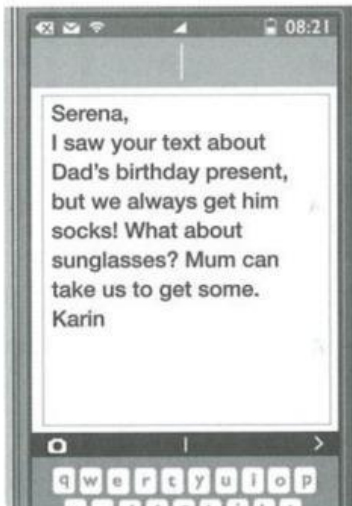 08:21
Serena,
I saw your text about
Dad's birthday present,
but we always get him
socks! What about
sunglasses? Mum can
take us to get some.
Karin
q w e r t y u i o p